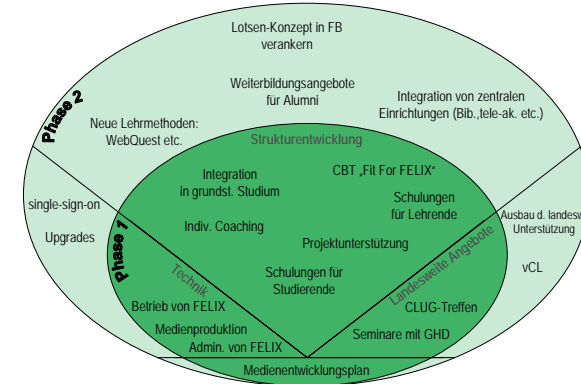 Lotsen-Konzept in FB
verankern
Weiterbildungsangebote
für Alumni
Integration von zentralen
Einrichtungen (Bib.,tele-ak. etc.)
Phase 2
Neue Lehrmethoden:
WebQuest etc.
Strukturentwicklung
CBT „Fit For FELIX“
Integration
in grundst. Studium
Schulungen
für Lehrende
single-sign-on
Upgrades
Indiv. Coaching
Ausbau d. landesw
Unterstützung
vCL
Phase 1
Projektunterstützung
Technik
Schulungen für
Studierende
Landesweite Angebote
Betrieb von FELIX
CLUG-Treffen
Medienproduktion
Admin. von FELIX
Seminare mit GHD
Medienentwicklungsplan